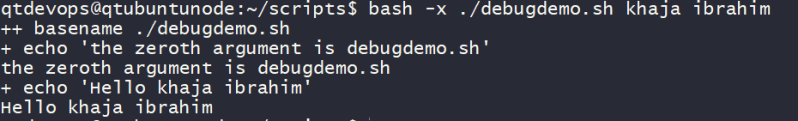 qtdevops@qtubuntunode:~/scripts$ bash -x ./debugdemo.sh khaja ibrahim
++ basename ./debugdemo.sh
+ echo 'the zeroth argument is debugdemo.sh'
the zeroth argument is debugdemo.sh
+ echo 'Hello khaja ibrahim'
Hello khaja ibrahim